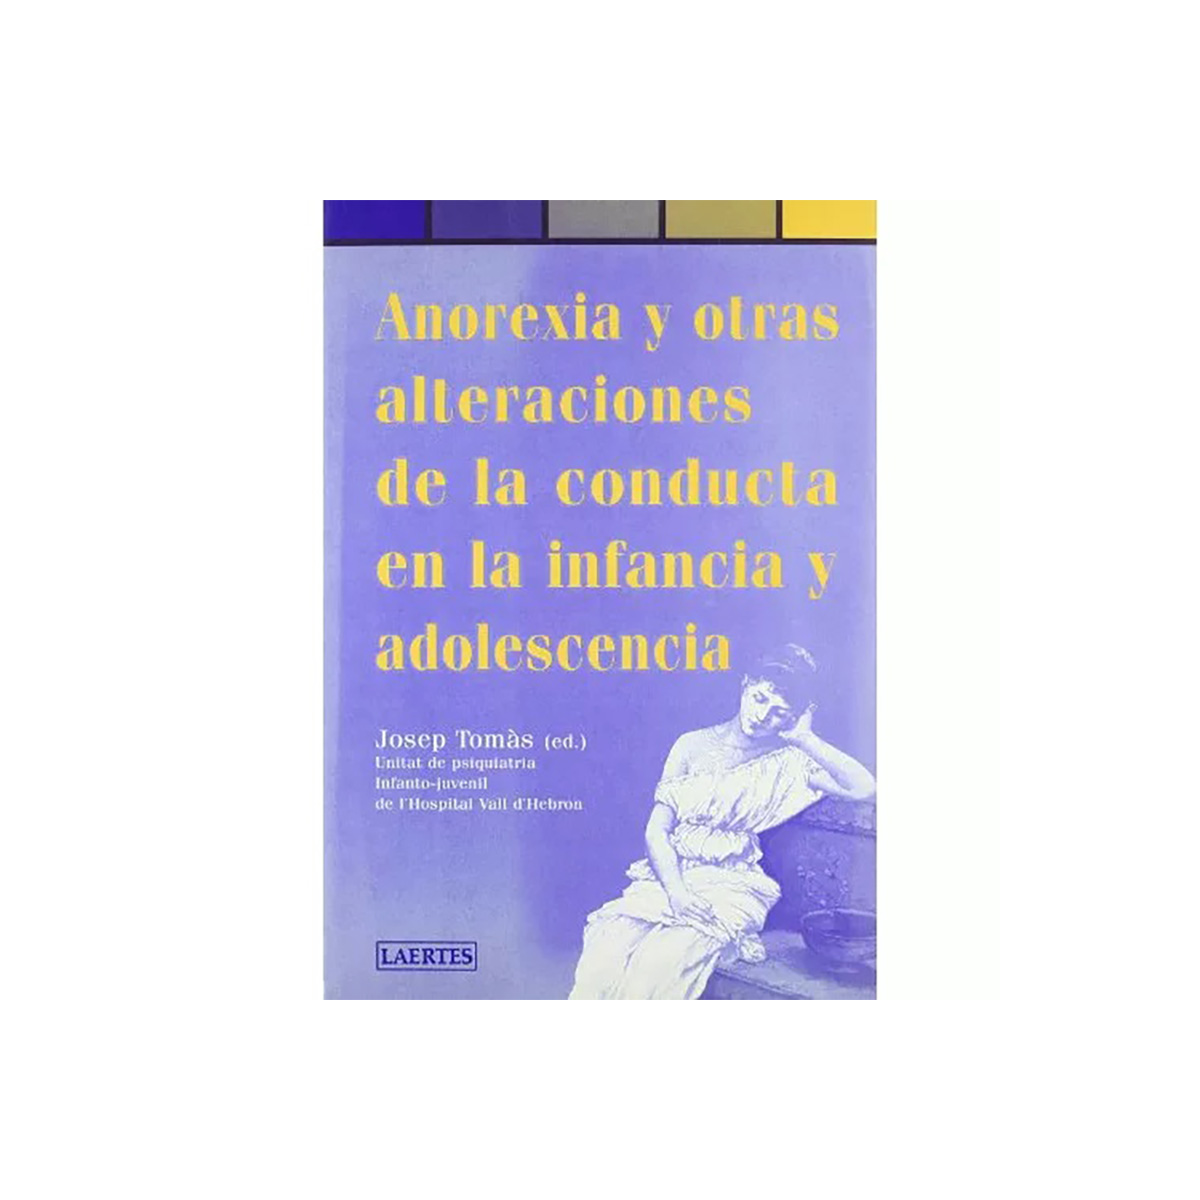 Anorexia y otras
alteraciones
de la conducta
en la infancia y
adolescencia
Josep Tomàs (ed.)
Unitat de psiquiatria
Infanto-juvenil
de l'Hospital Vall d'Hebron
LAERTES